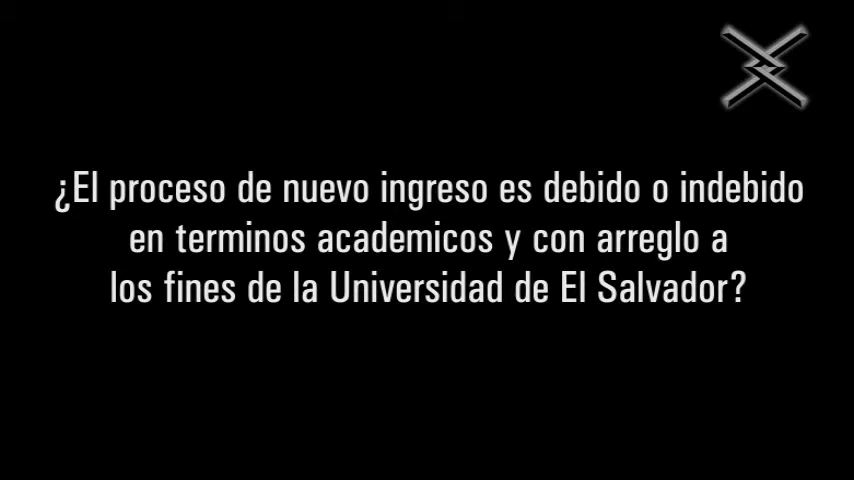 ¿El proceso de nuevo ingreso es debido o indebido
en terminos academicos y con arreglo a
los fines de la Universidad de El Salvador?